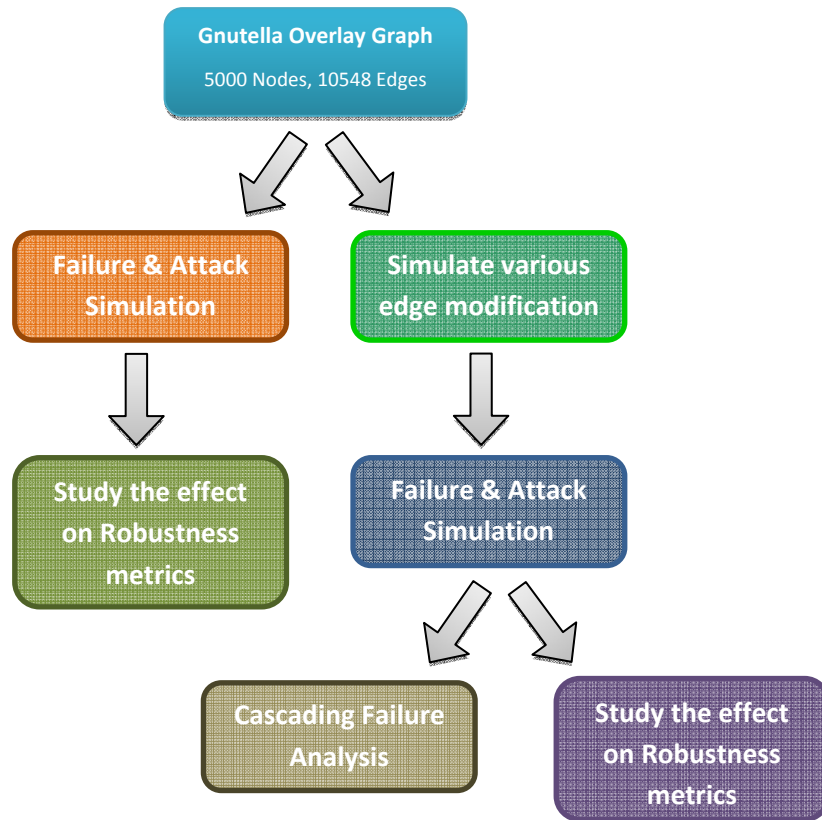 Gnutella Overlay Graph
5000 Nodes, 10548 Edges
Failure & Attack
Simulation
Simulate various
edge modification
Study the effect
on Robustness
metrics
Failure & Attack
Simulation
Cascading Failure
Analysis
Study the effect
on Robustness
metrics